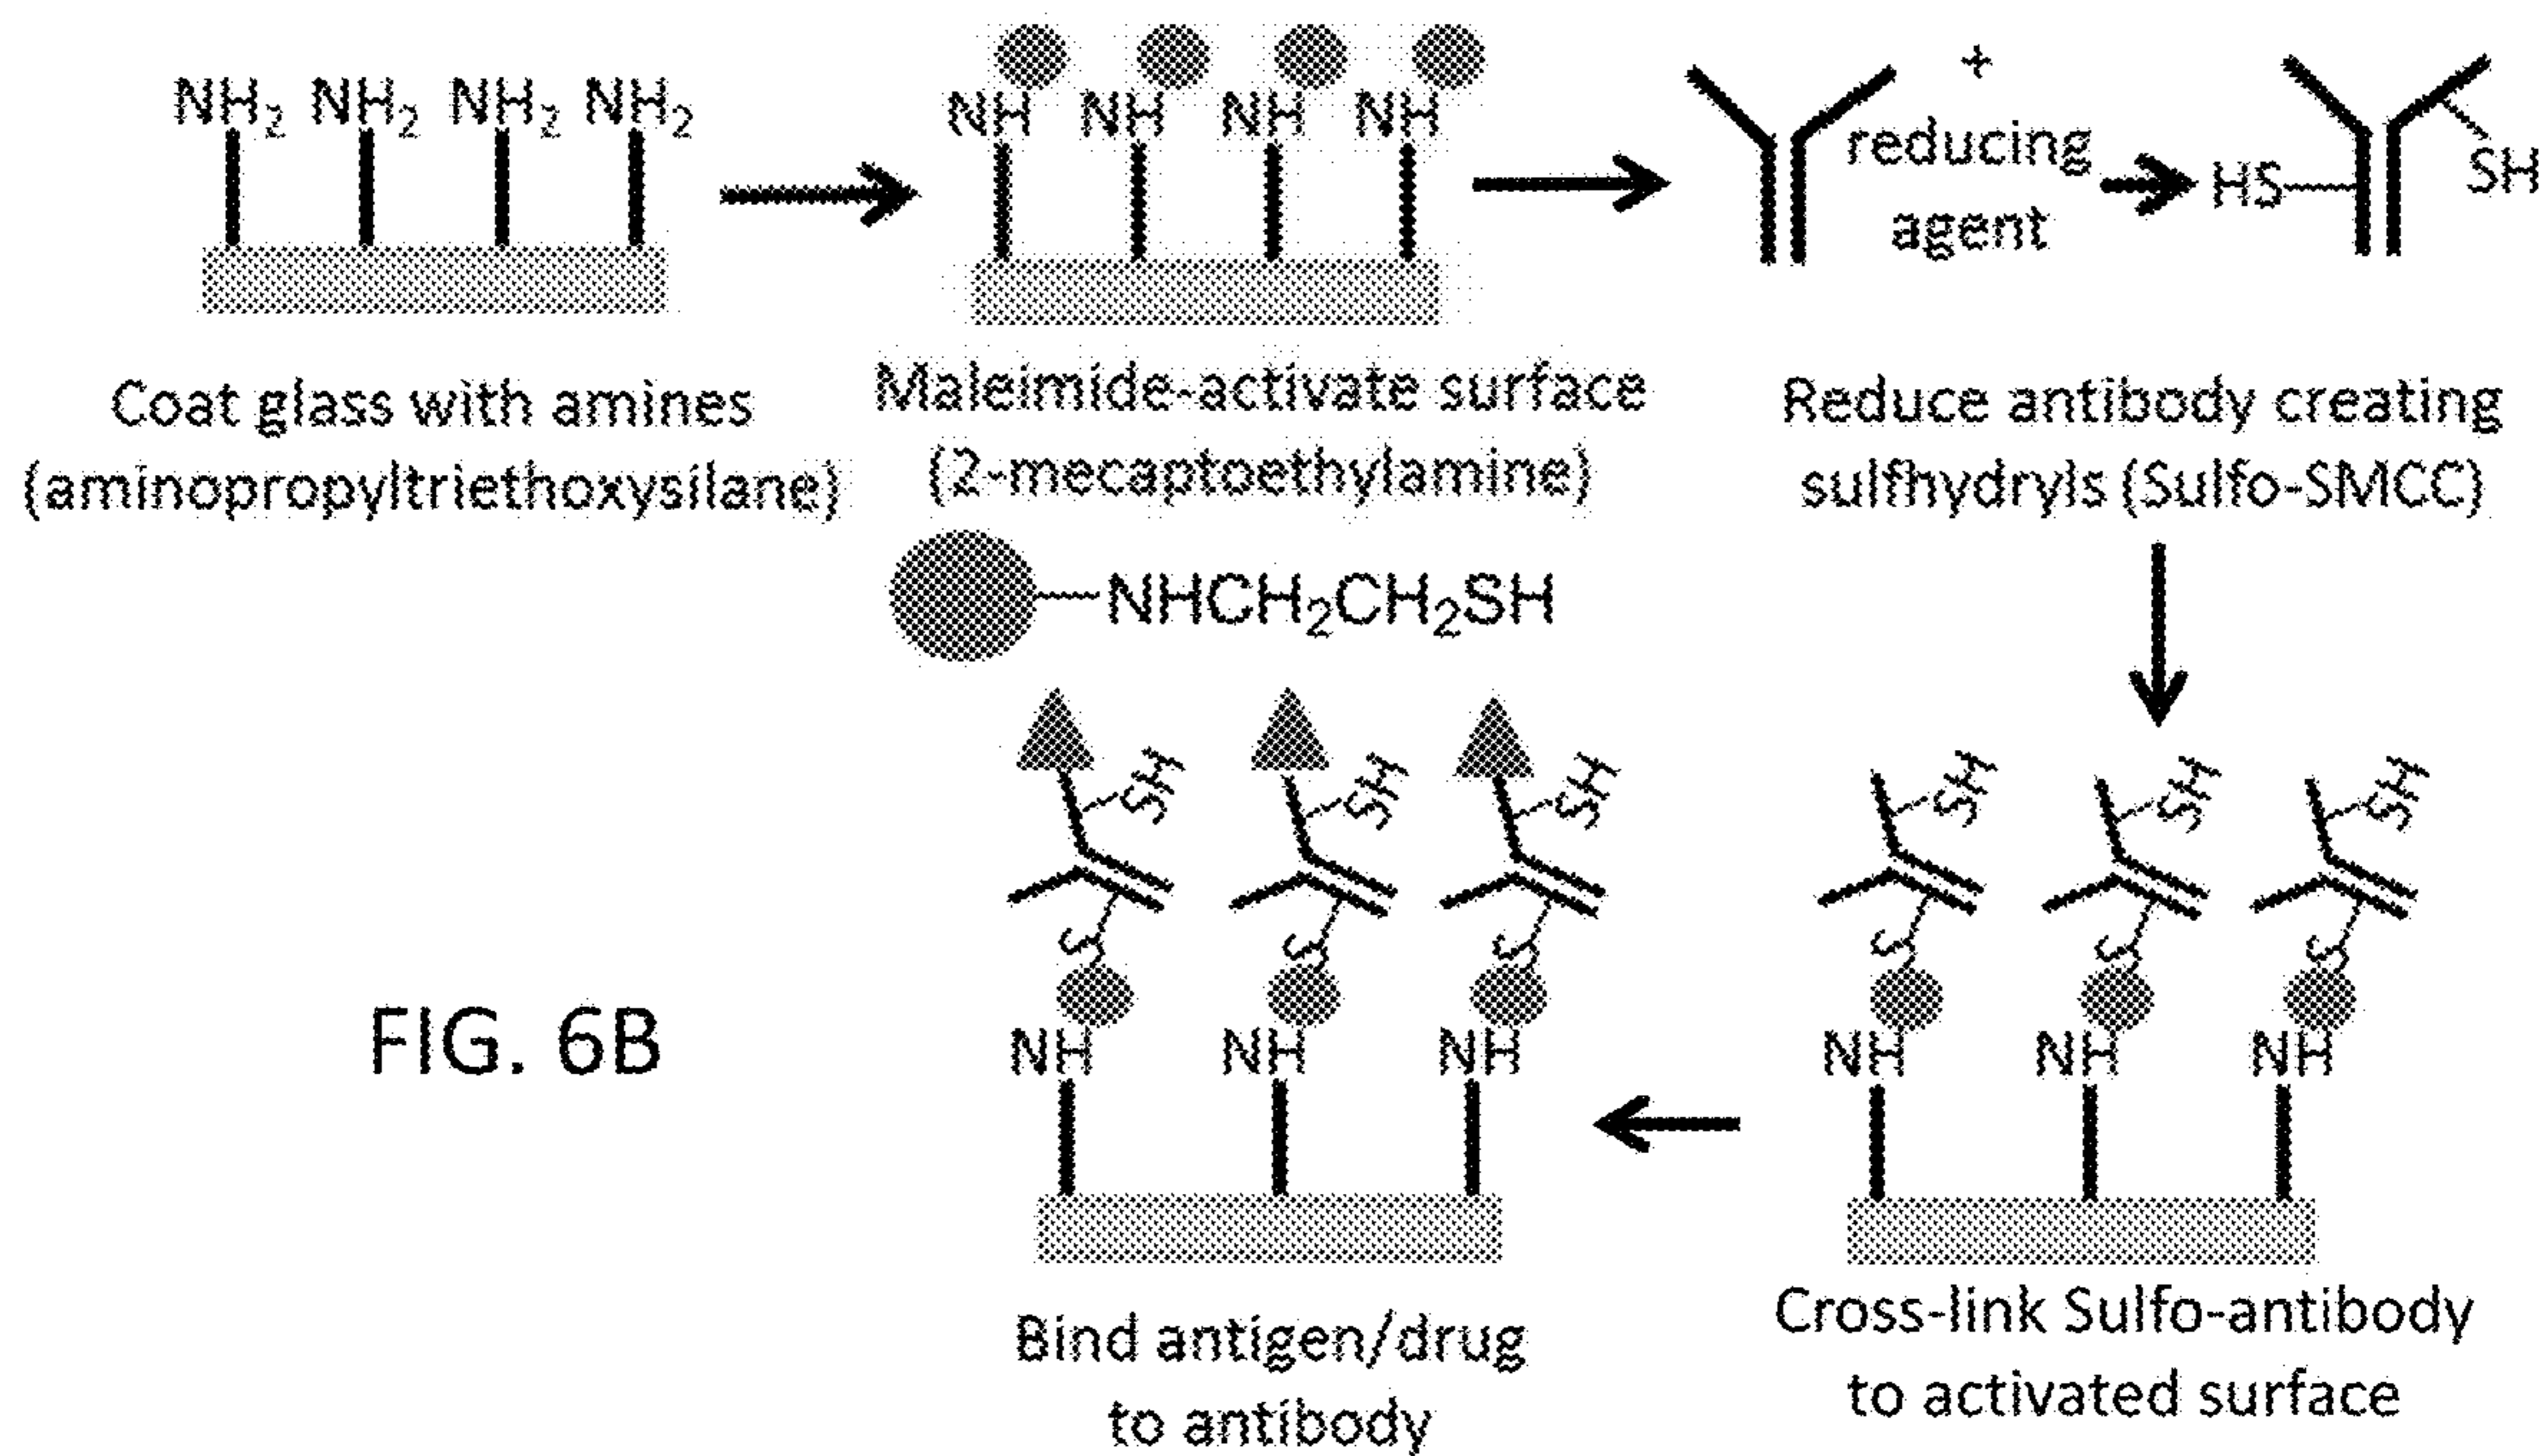 NH₂ NH₂ NH₂ NH₂
Coat glass with amines
(aminopropyltriethoxysilane)
NH NH NH NH
Maleimide-activate surface
(2-mecaptoethylamine)
NHCH₂CH₂SH
+
reducing
agent
HS
SH
Reduce antibody creating
sulfhydryls (Sulfo-SMCC)
SH SH SH
S S S
NH NH NH
Cross-link Sulfo-antibody
to activated surface
SH SH SH
S S S
NH NH NH
Bind antigen/drug
to antibody
FIG. 6B